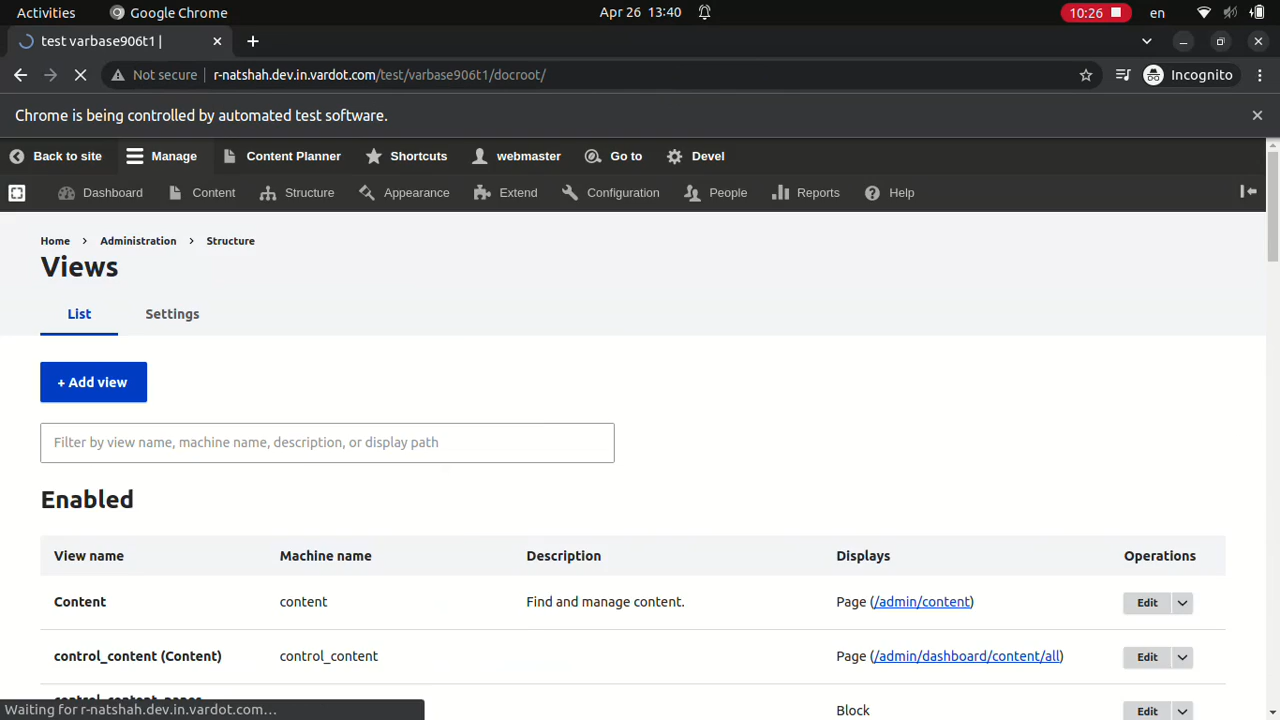 Activities Google Chrome Apr 26 13:40 10:26 en
test varbase906t1 |
Not secure r-natshah.dev.in.vardot.com/test/varbase906t1/docroot/ Incognito
Chrome is being controlled by automated test software.
Back to site Manage Content Planner Shortcuts webmaster Go to Devel
Dashboard Content Structure Appearance Extend Configuration People Reports Help
Home > Administration > Structure
Views
List Settings
+ Add view
Filter by view name, machine name, description, or display path
Enabled
View name Machine name Description Displays Operations
Content content Find and manage content. Page (/admin/content) Edit
control_content (Content) control_content Page (/admin/dashboard/content/all) Edit
Block Edit
Waiting for r-natshah.dev.in.vardot.com...